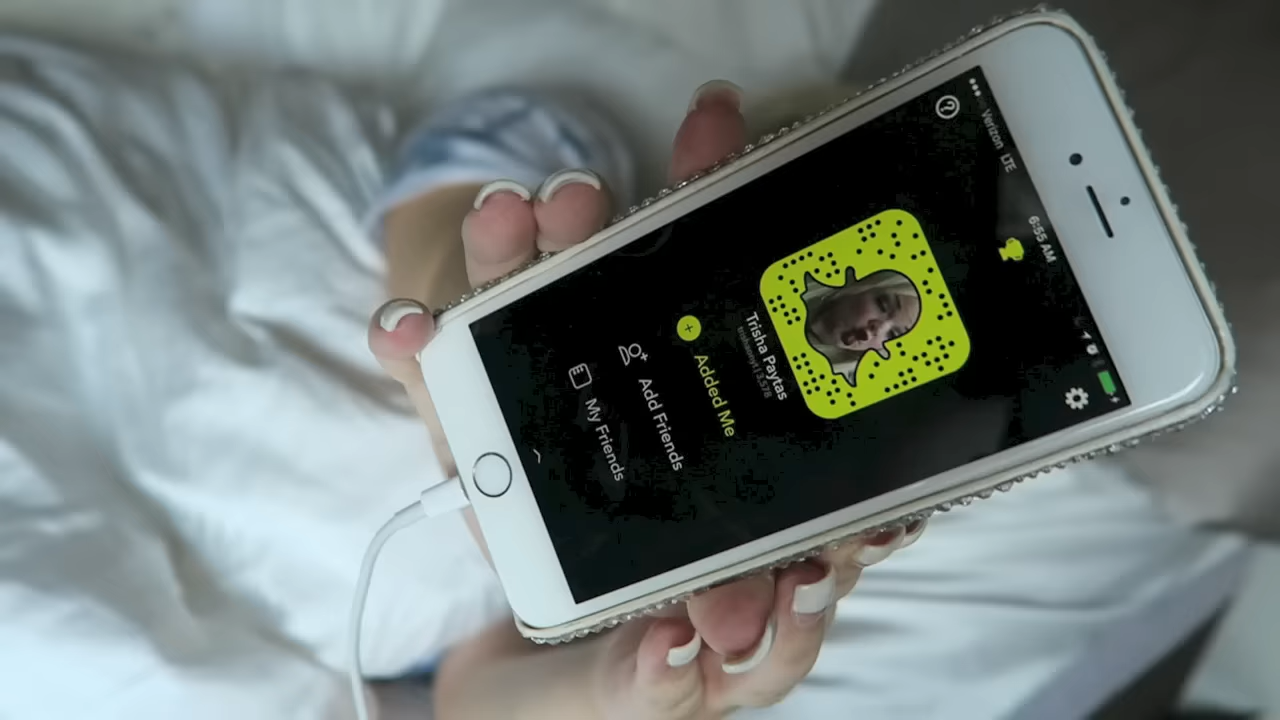 Verizon LTE
6:55 AM
Trisha Paytas
Added Me
Add Friends
My Friends